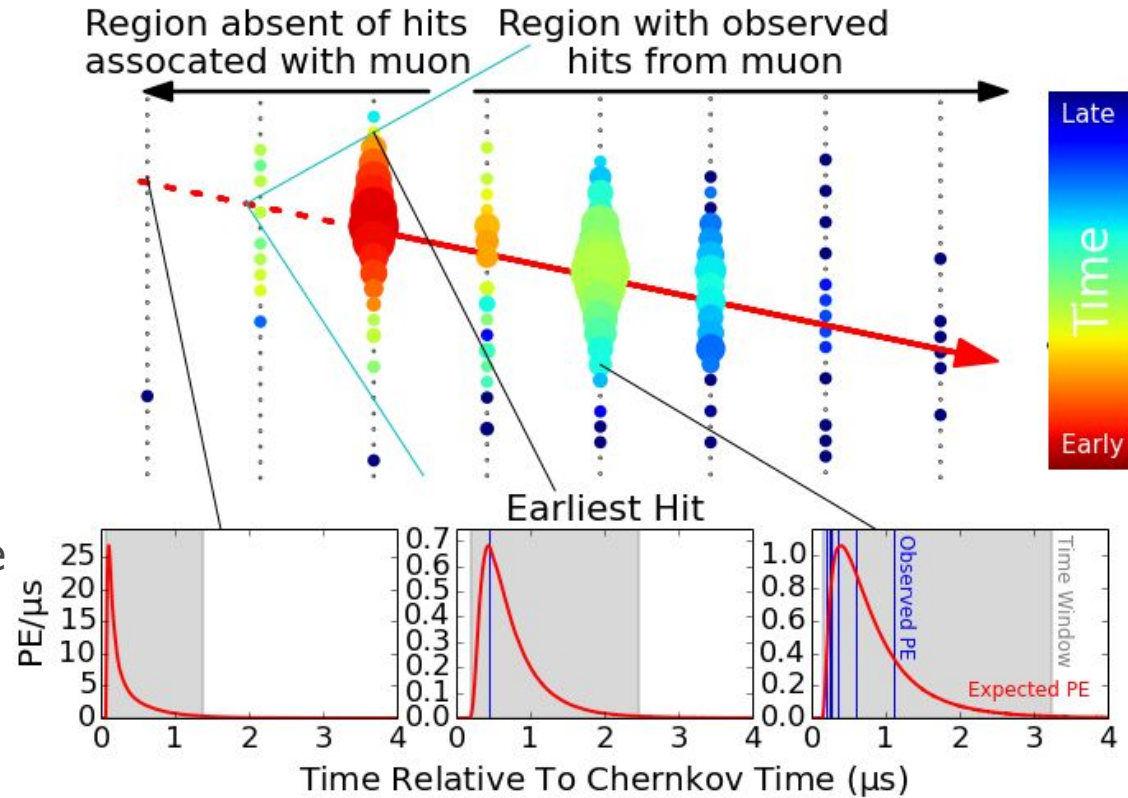 Region absent of hits
assocated with muon
Region with observed
hits from muon
Late
Time
Early
Earliest Hit
e
PE/μs
25
20
15
10
5
0
0 1 2 3 4
0.7
0.6
0.5
0.4
0.3
0.2
0.1
0.0
0 1 2 3 4
1.0
0.8
0.6
0.4
0.2
0.0
0 1 2 3 4
Observed PE
Time Window
Expected PE
Time Relative To Chernkov Time (μs)